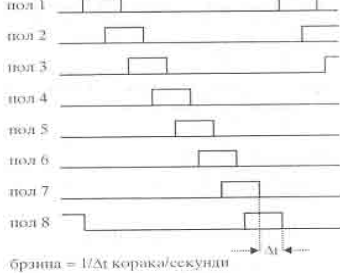 пол 1
пол 2
пол 3
пол 4
пол 5
пол 6
пол 7
пол 8
Δt
брзина = 1/Δt корака/секунди